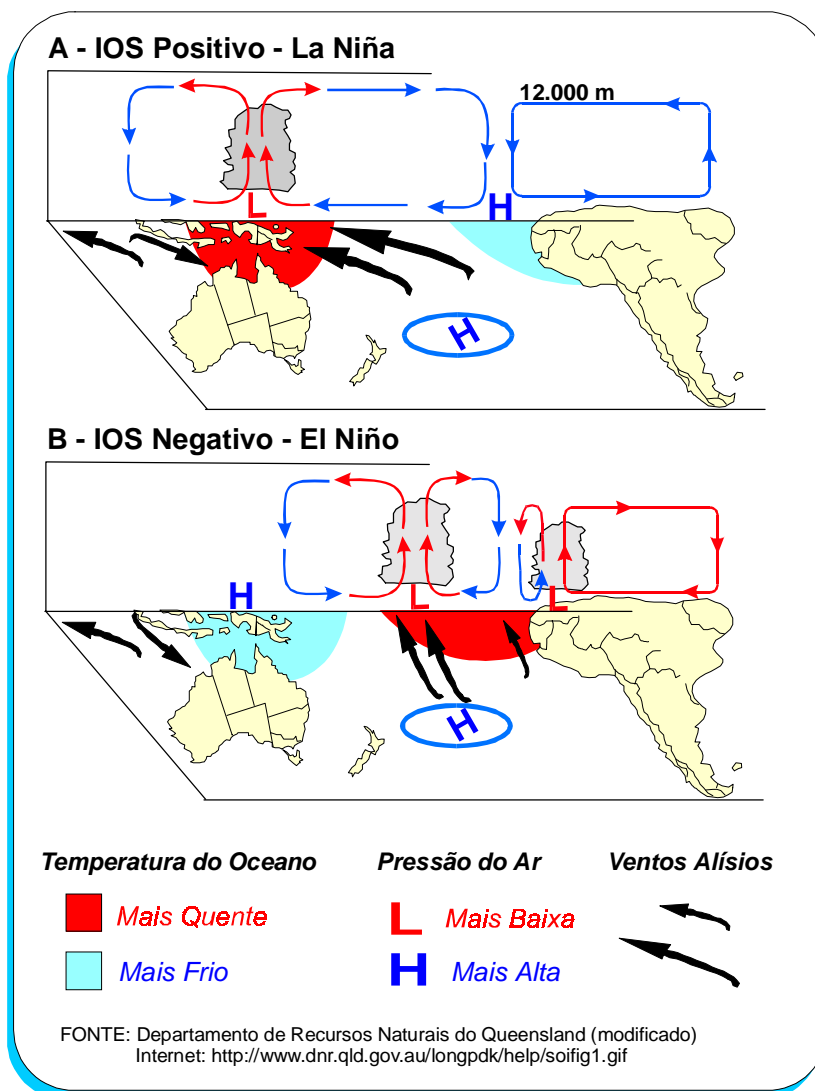 A - IOS Positivo - La Niña
12.000 m
L
H
H
B - IOS Negativo - El Niño
H
L
L
H
Temperatura do Oceano
Pressão do Ar
Ventos Alísios
Mais Quente
L Mais Baixa
Mais Frio
H Mais Alta
FONTE: Departamento de Recursos Naturais do Queensland (modificado)
Internet: http://www.dnr.qld.gov.au/longpdk/help/soifig1.gif